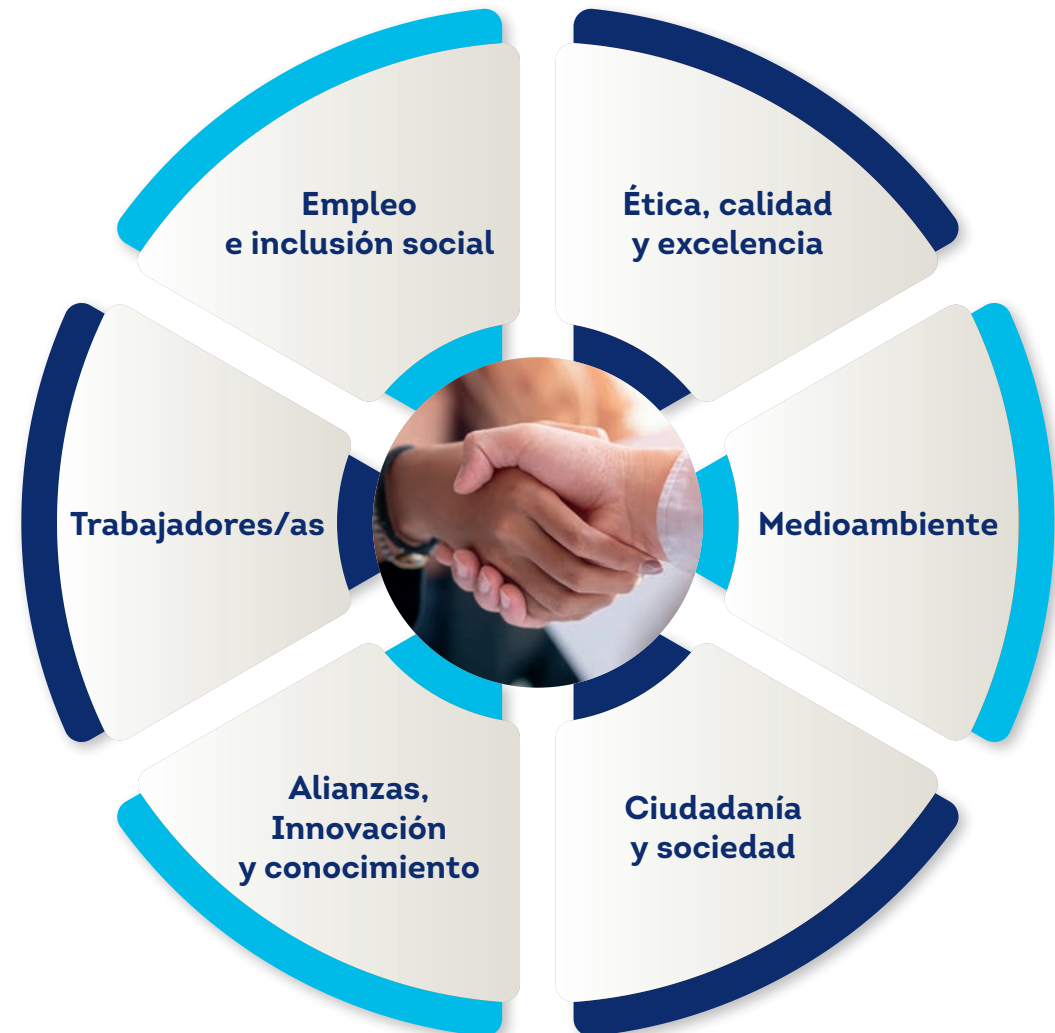 Empleo
e inclusión social
Ética, calidad
y excelencia
Trabajadores/as
Medioambiente
Alianzas,
Innovación
y conocimiento
Ciudadanía
y sociedad